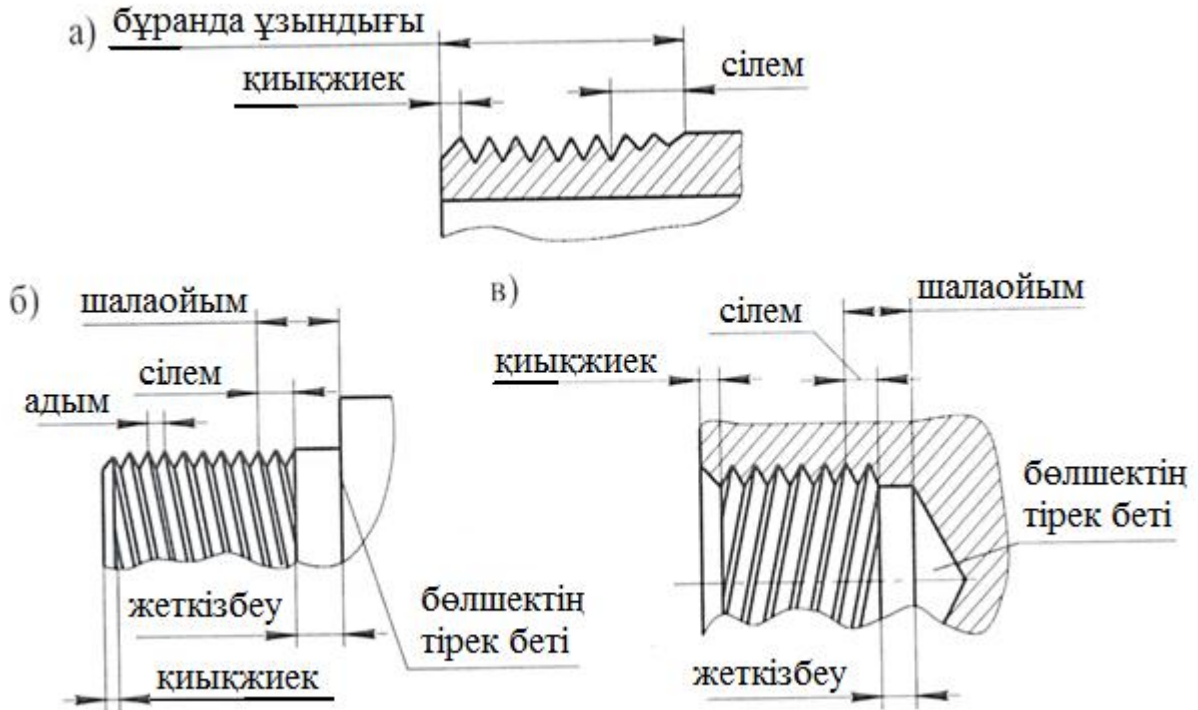 а) бұранда ұзындығы
қиықжиек
сілем
б)
шалаойым
сілем
адым
жеткізбеу
бөлшектің
тірек беті
қиықжиек
в)
шалаойым
сілем
қиықжиек
бөлшектің
тірек беті
жеткізбеу